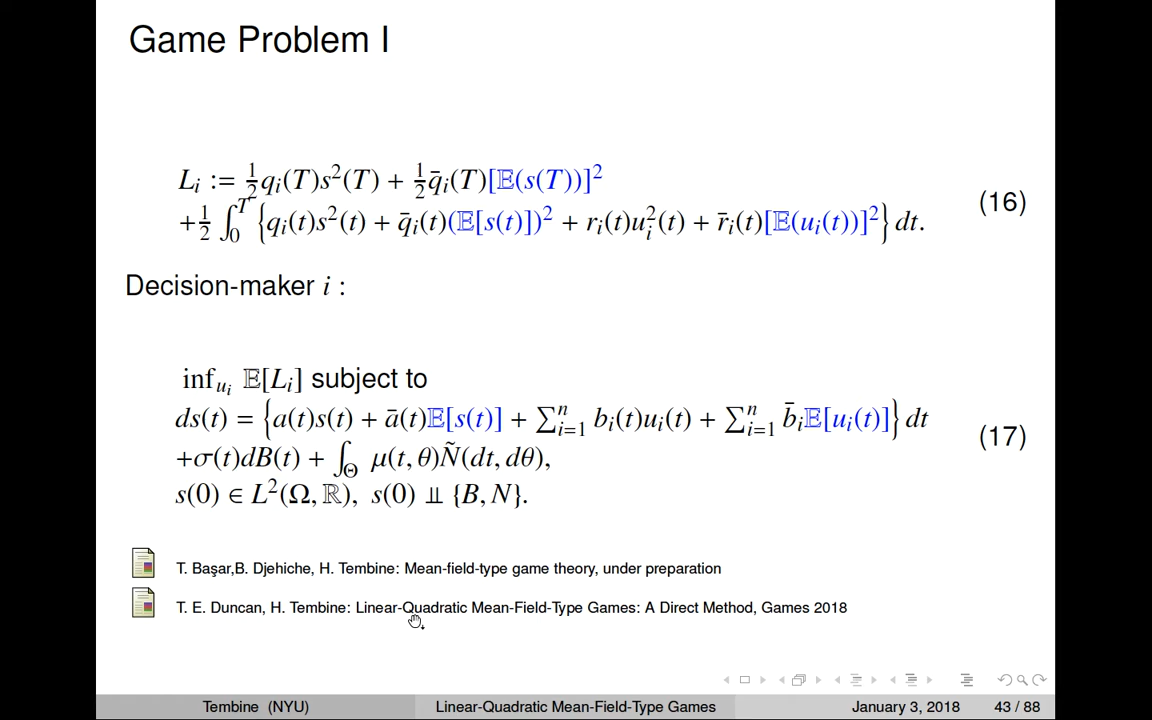 Game Problem I
L_i := ½q_i(T)s²(T) + ½q̄_i(T)[𝔼(s(T))]²
+½ ∫_0^T {q_i(t)s²(t) + q̄_i(t)(𝔼[s(t)])² + r_i(t)u_i²(t) + r̄_i(t)[𝔼(u_i(t))]²} dt. (16)
Decision-maker i :
inf_{u_i} 𝔼[L_i] subject to
ds(t) = {a(t)s(t) + ā(t)𝔼[s(t)] + ∑_{i=1}^n b_i(t)u_i(t) + ∑_{i=1}^n b̄_i𝔼[u_i(t)]} dt
+σ(t)dB(t) + ∫_Θ μ(t, θ)Ñ(dt, dθ), (17)
s(0) ∈ L²(Ω, ℝ), s(0) ⫫ {B, N}.
T. Başar,B. Djehiche, H. Tembine: Mean-field-type game theory, under preparation
T. E. Duncan, H. Tembine: Linear-Quadratic Mean-Field-Type Games: A Direct Method, Games 2018
Tembine (NYU) Linear-Quadratic Mean-Field-Type Games January 3, 2018 43 / 88